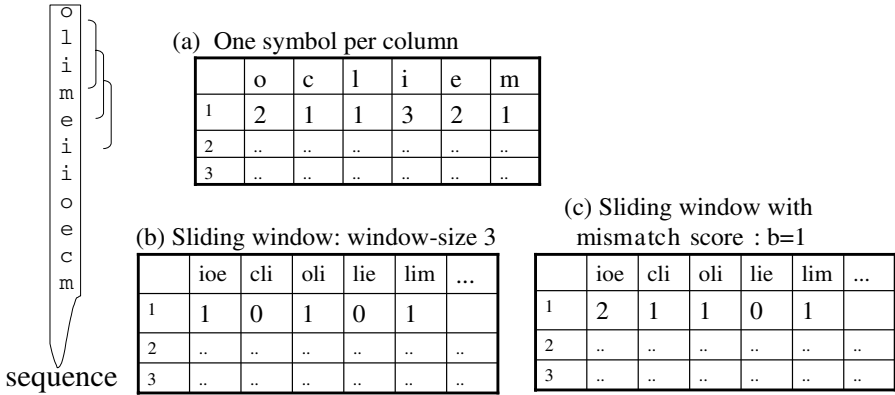 o
l
i
m
e
i
i
o
e
c
m
sequence
(a) One symbol per column
o c l i e m
1 2 1 1 3 2 1
2 .. .. .. .. .. ..
3 .. .. .. .. .. ..
(b) Sliding window: window-size 3
ioe cli oli lie lim ...
1 1 0 1 0 1
2 .. .. .. .. .. ..
3 .. .. .. .. .. ..
(c) Sliding window with
mismatch score : b=1
ioe cli oli lie lim ...
1 2 1 1 0 1
2 .. .. .. .. .. ..
3 .. .. .. .. .. ..